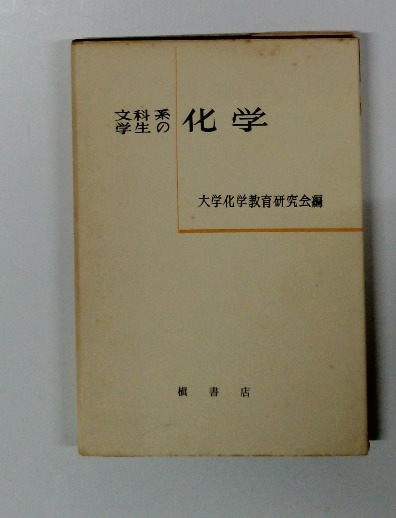 文科系
学生の
化学
大学化学教育研究会編
槇書店